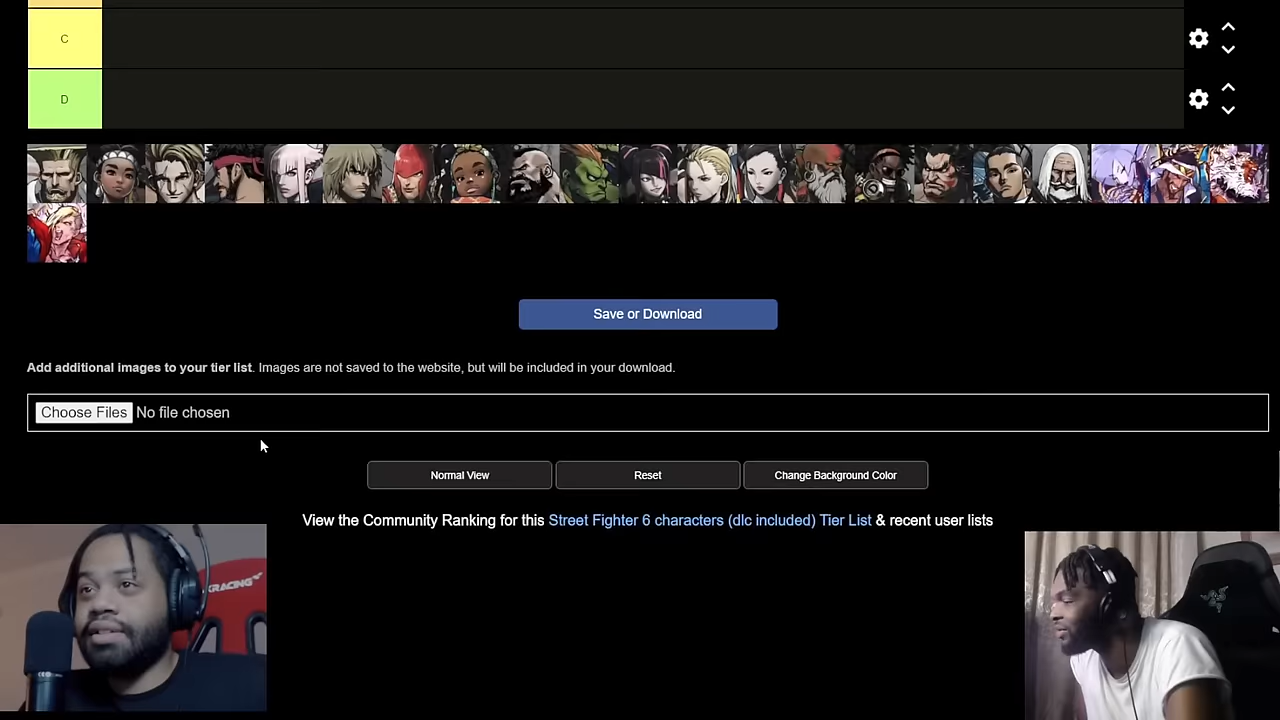 C
D
Save or Download
Add additional images to your tier list. Images are not saved to the website, but will be included in your download.
Choose Files No file chosen
Normal View
Reset
Change Background Color
View the Community Ranking for this Street Fighter 6 characters (dlc included) Tier List & recent user lists
RACING